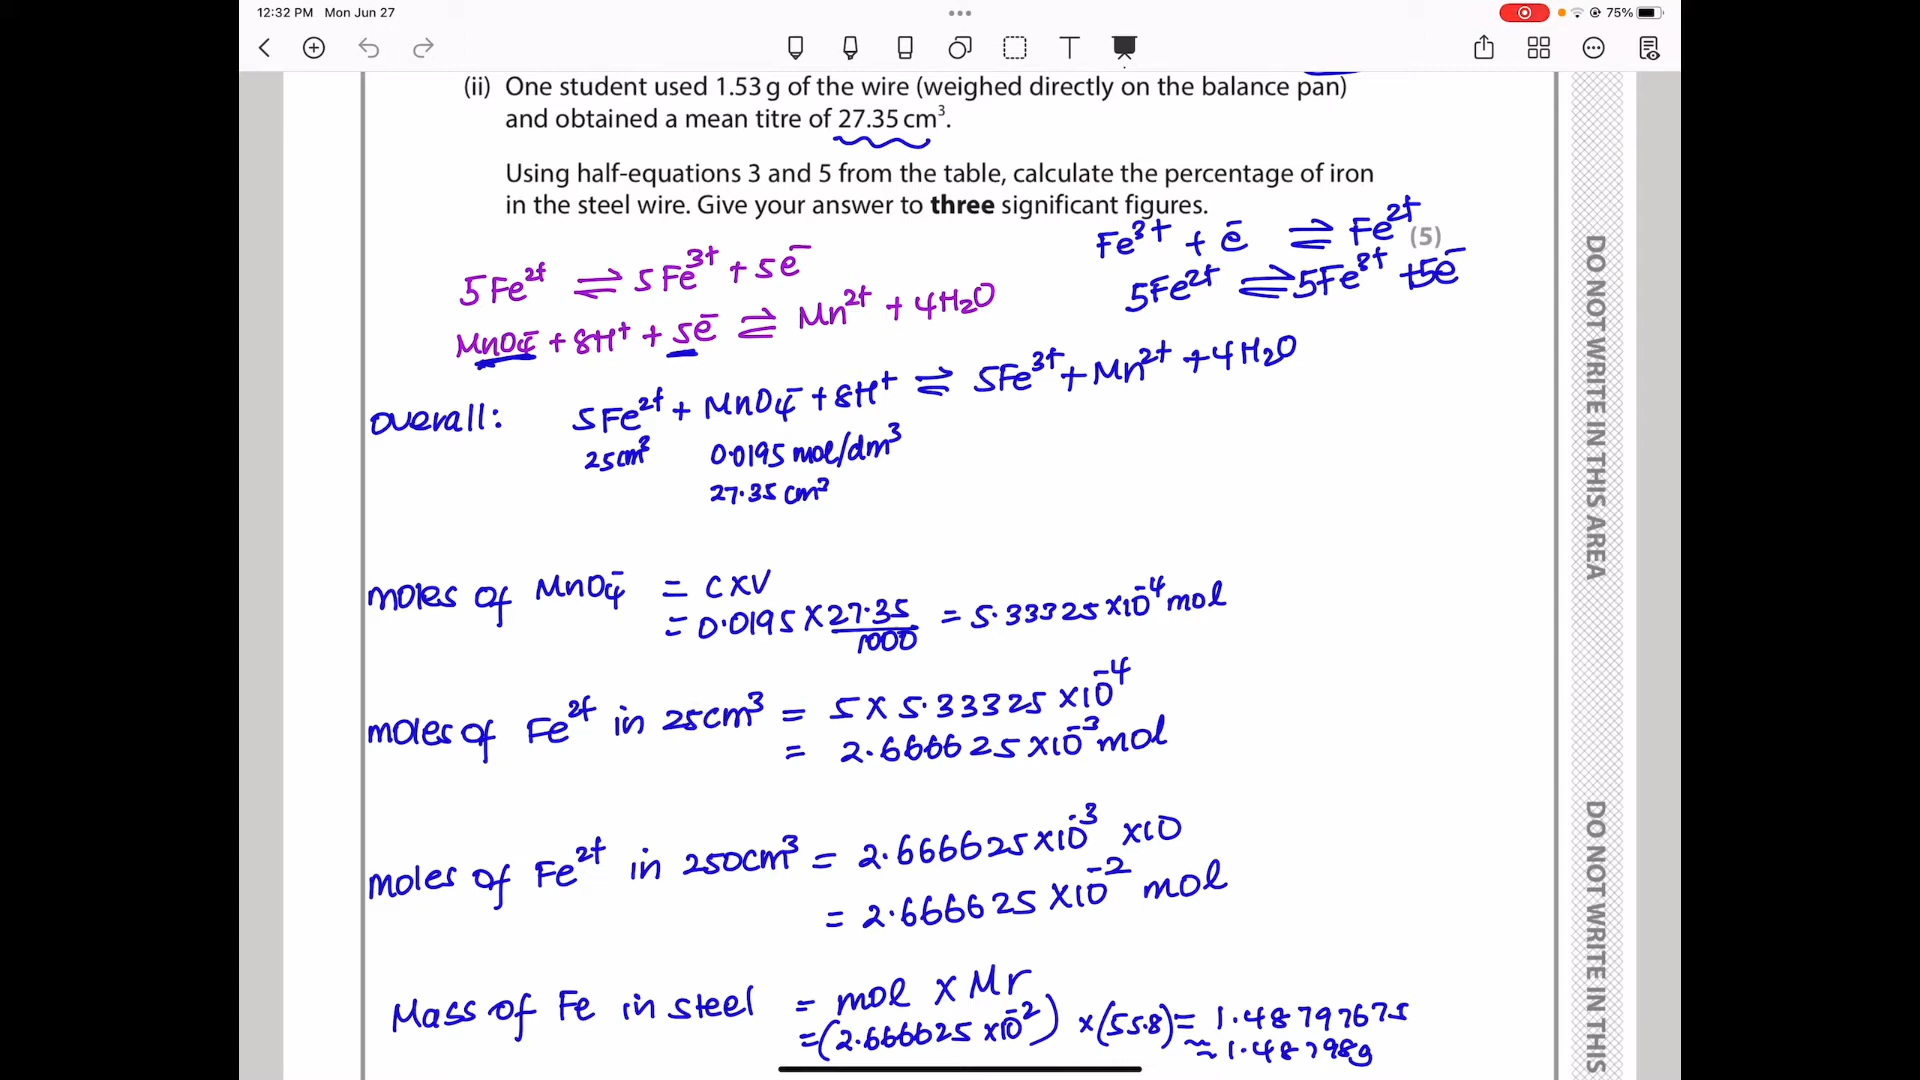 12:32 PM Mon Jun 27
75%
(ii) One student used 1.53 g of the wire (weighed directly on the balance pan)
and obtained a mean titre of 27.35 cm³.
Using half-equations 3 and 5 from the table, calculate the percentage of iron
in the steel wire. Give your answer to three significant figures.
(5)
Fe³⁺ + e⁻ ⇌ Fe²⁺
5Fe²⁺ ⇌ 5Fe³⁺ + 5e⁻
5Fe²⁺ ⇌ 5Fe³⁺ + 5e⁻
MnO₄⁻ + 8H⁺ + 5e⁻ ⇌ Mn²⁺ + 4H₂O
overall: 5Fe²⁺ + MnO₄⁻ + 8H⁺ ⇌ 5Fe³⁺ + Mn²⁺ + 4H₂O
25cm³ 0.0195 mol/dm³
27.35 cm³
moles of MnO₄⁻ = c×V
= 0.0195 × 27.35/1000 = 5.33325×10⁻⁴ mol
moles of Fe²⁺ in 25cm³ = 5 × 5.33325 ×10⁻⁴
= 2.666625×10⁻³ mol
moles of Fe²⁺ in 250cm³ = 2.666625×10⁻³ ×10
= 2.666625 ×10⁻² mol
Mass of Fe in steel = mol × Mr
= (2.666625 ×10⁻²) × (55.8) = 1.48797675
≈ 1.48798g
DO NOT WRITE IN THIS AREA
DO NOT WRITE IN THIS